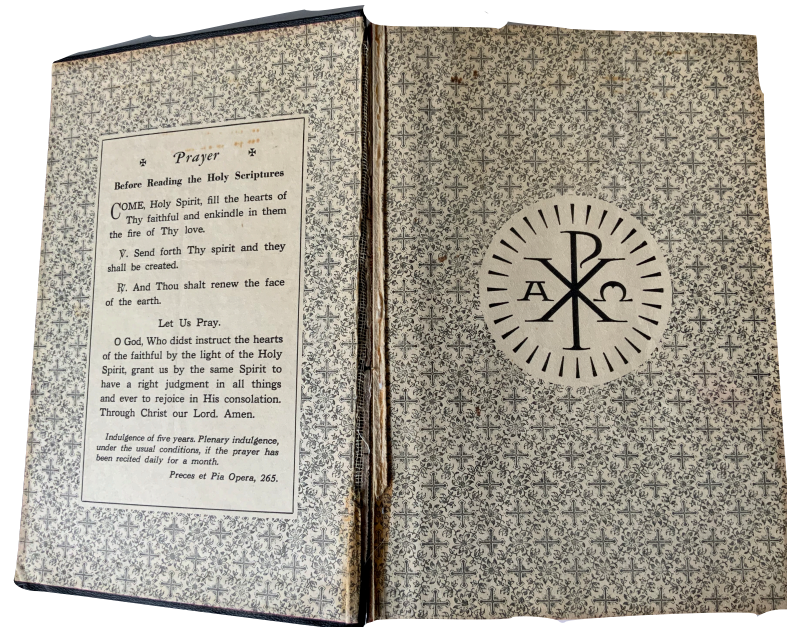 ✠ Prayer ✠
Before Reading the Holy Scriptures
COME, Holy Spirit, fill the hearts of
Thy faithful and enkindle in them
the fire of Thy love.
℣. Send forth Thy spirit and they
shall be created.
℟. And Thou shalt renew the face
of the earth.
Let Us Pray.
O God, Who didst instruct the hearts
of the faithful by the light of the Holy
Spirit, grant us by the same Spirit to
have a right judgment in all things
and ever to rejoice in His consolation.
Through Christ our Lord. Amen.
Indulgence of five years. Plenary indulgence,
under the usual conditions, if the prayer has
been recited daily for a month.
Preces et Pia Opera, 265.
A ☧ Ω